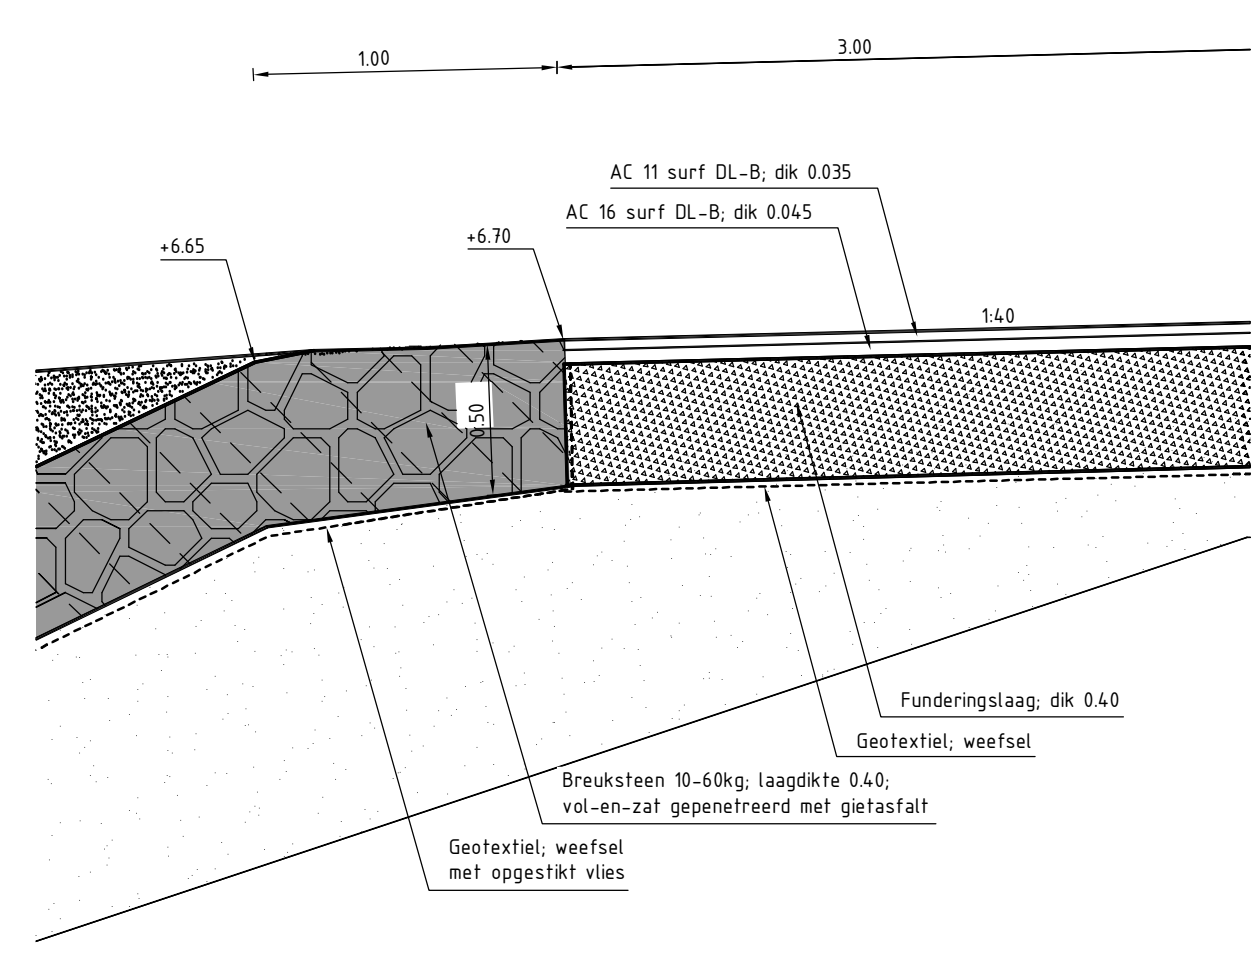 1.00
3.00
AC 11 surf DL-B; dik 0.035
AC 16 surf DL-B; dik 0.045
+6.65
+6.70
1:40
0.50
Funderingslaag; dik 0.40
Geotextiel; weefsel
Breuksteen 10-60kg; laagdikte 0.40;
vol-en-zat gepenetreerd met gietasfalt
Geotextiel; weefsel
met opgestikt vlies